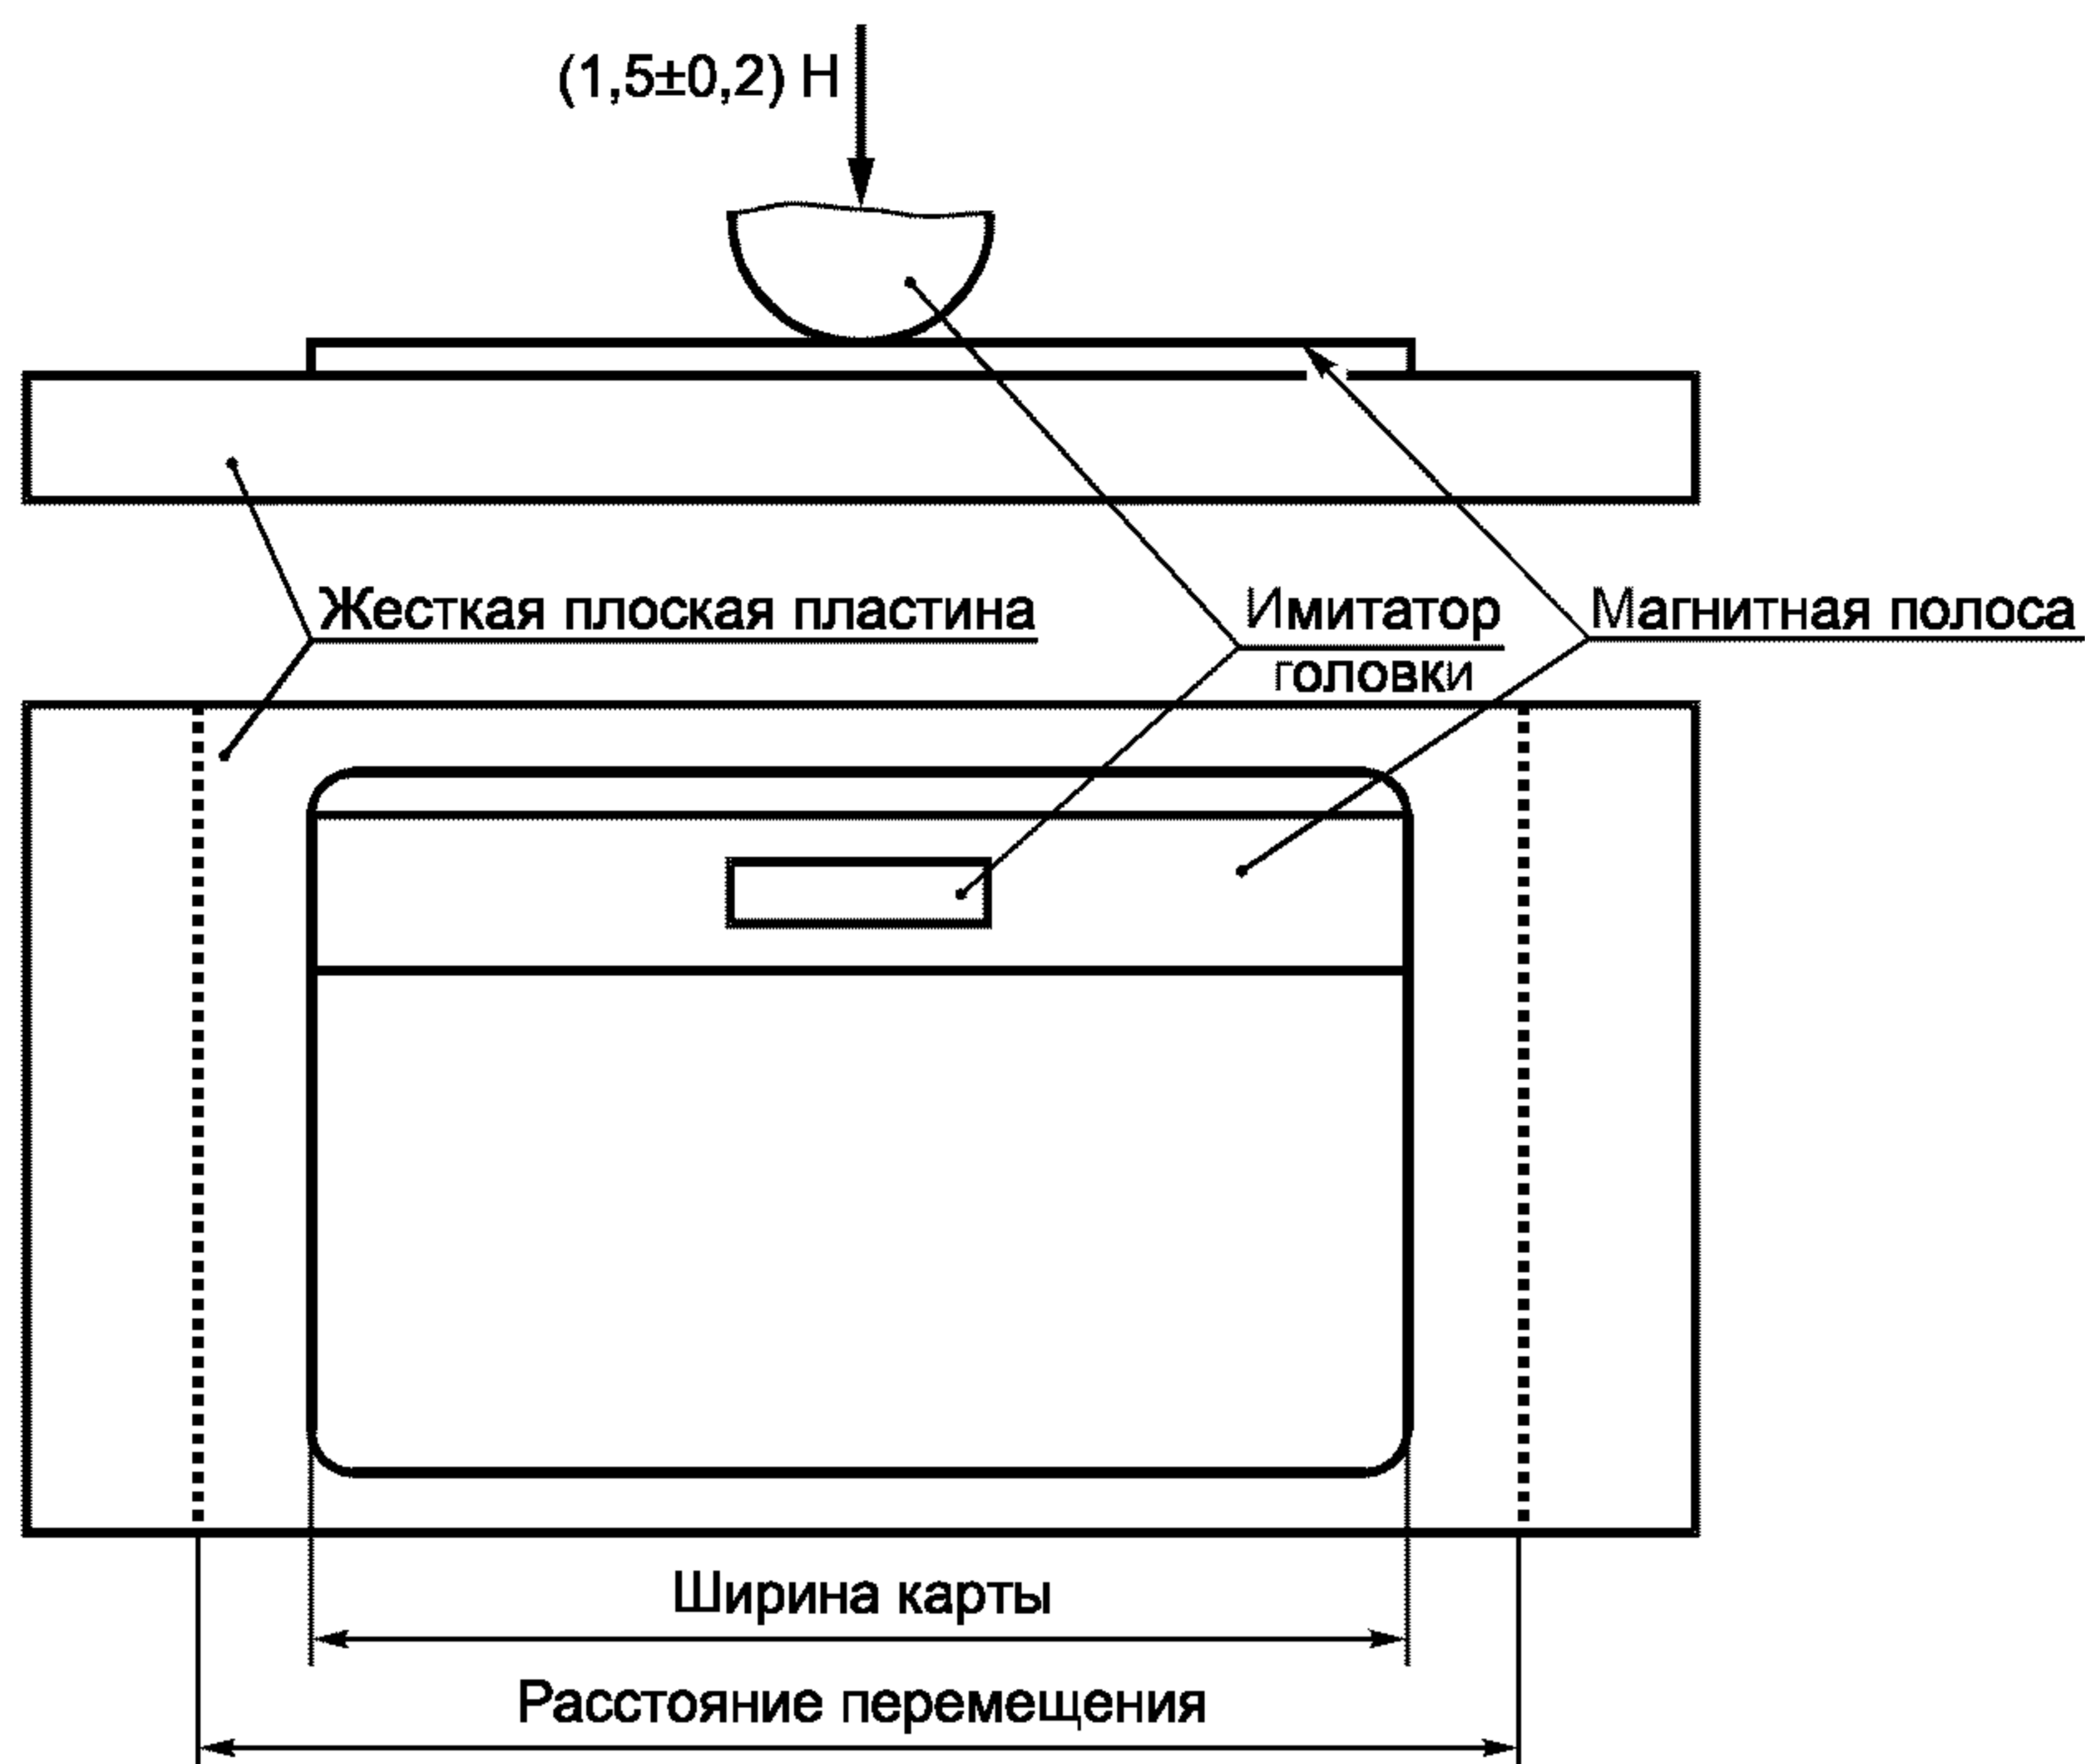 (1,5±0,2) Н
Жесткая плоская пластина
Имитатор
головки
Магнитная полоса
Ширина карты
Расстояние перемещения